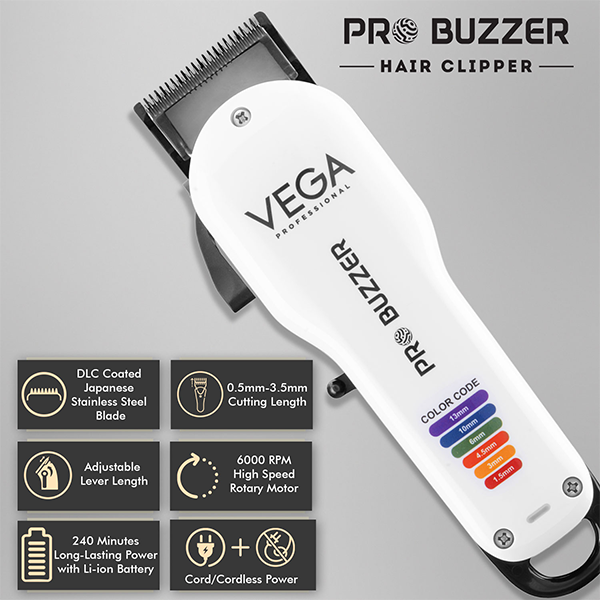 PRO BUZZER
HAIR CLIPPER
VEGA
PROFESSIONAL
PRO BUZZER
COLOR CODE
13mm
10mm
6mm
4.5mm
3mm
1.5mm
DLC Coated
Japanese
Stainless Steel
Blade
0.5mm-3.5mm
Cutting Length
Adjustable
Lever Length
6000 RPM
High Speed
Rotary Motor
240 Minutes
Long-Lasting Power
with Li-ion Battery
Cord/Cordless Power